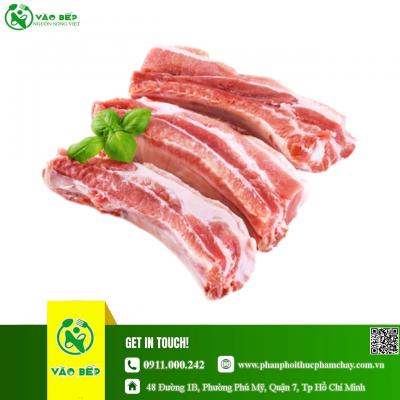 VÀO BẾP
NGUỒN SỐNG VIỆT
GET IN TOUCH!
0911.000.242
www.phanphoithucphamchay.com.vn
48 Đường 1B, Phường Phú Mỹ, Quận 7, Tp Hồ Chí Minh
VÀO BẾP